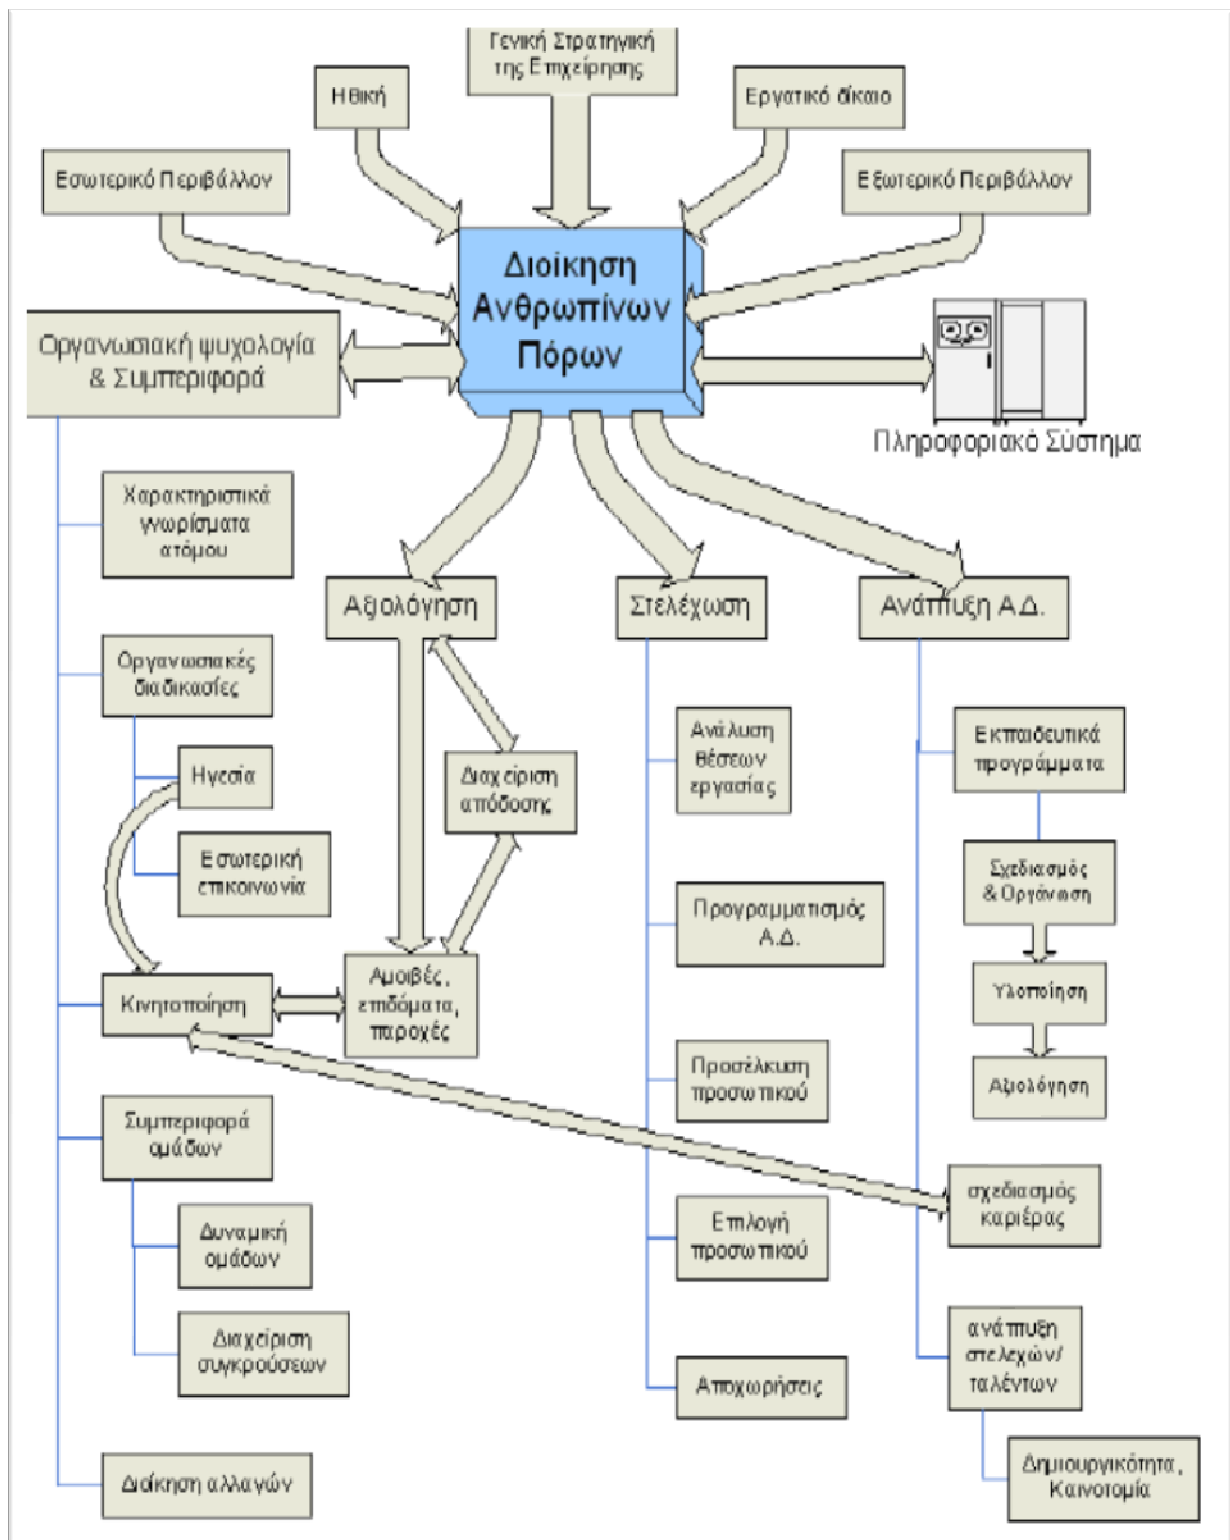 Γενική Στρατηγική
της Επιχείρησης
Ηθική
Εργατικό δίκαιο
Εσωτερικό Περιβάλλον
Εξωτερικό Περιβάλλον
Διοίκηση
Ανθρωπίνων
Πόρων
Οργανωσιακή ψυχολογία
& Συμπεριφορά
Πληροφοριακό Σύστημα
Χαρακτηριστικά
γνωρίσματα
ατόμου
Αξιολόγηση
Στελέχωση
Ανάπτυξη Α.Δ.
Οργανωσιακές
διαδικασίες
Ηγεσία
Εσωτερική
επικοινωνία
Διαχείριση
απόδοσης
Ανάλυση
θέσεων
εργασίας
Εκπαιδευτικά
προγράμματα
Σχεδιασμός
& Οργάνωση
Προγραμματισμός
Α.Δ.
Υλοποίηση
Κινητοποίηση
Αμοιβές,
επιδόματα,
παροχές
Προσέλκυση
προσωπικού
Αξιολόγηση
Συμπεριφορά
ομάδων
Δυναμική
ομάδων
Διαχείριση
συγκρούσεων
Επιλογή
προσωπικού
σχεδιασμός
καριέρας
Αποχωρήσεις
ανάπτυξη
στελεχών/
ταλέντων
Διοίκηση αλλαγών
Δημιουργικότητα,
Καινοτομία